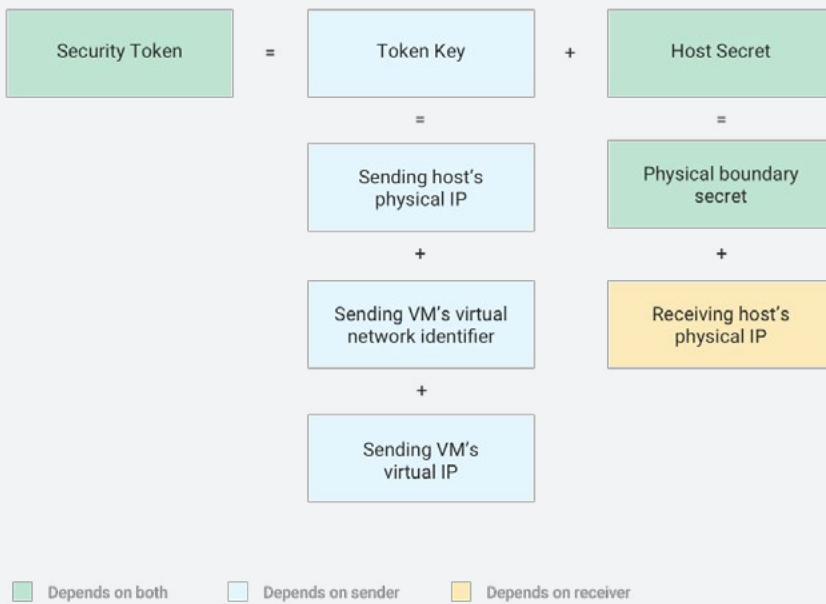 Security Token = Token Key + Host Secret
= =
Sending host's
physical IP
Physical boundary
secret
+ +
Sending VM's virtual
network identifier
Receiving host's
physical IP
+
Sending VM's
virtual IP
Depends on both Depends on sender Depends on receiver